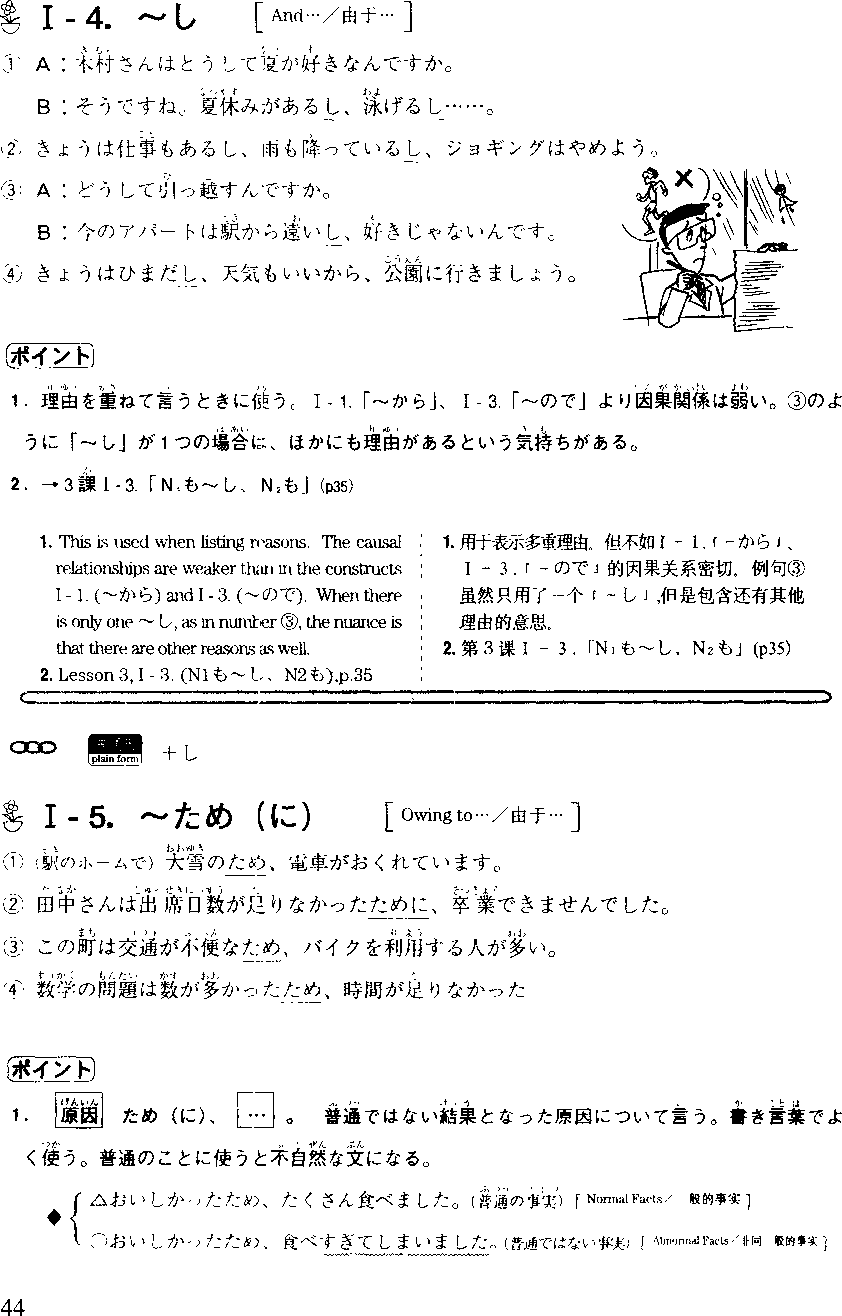 I-4. ～し [And…／由于…]
① A：木村さんはどうして夏が好きなんですか。
B：そうですね。夏休みがあるし、泳げるし……。
② きょうは仕事もあるし、雨も降っているし、ジョギングはやめよう。
③ A：どうして引っ越すんですか。
B：今のアパートは駅から遠いし、好きじゃないんです。
④ きょうはひまだし、天気もいいから、公園に行きましょう。
ポイント
1. 理由を重ねて言うときに使う。I-1.「～から」、I-3.「～ので」より因果関係は弱い。③のよ
うに「～し」が1つの場合は、ほかにも理由があるという気持ちがある。
2. →3課I-3.「N1も～し、N2も」(p35)
1. This is used when listing reasons. The causal
relationships are weaker than in the constructs
I-1. (～から) and I-3. (～ので). When there
is only one ～し, as in number ③, the nuance is
that there are other reasons as well.
2. Lesson 3, I-3. (N1も～し、N2も), p.35
1. 用于表示多重理由。但不如I-1.「-から」、
I-3.「-ので」的因果关系密切。例句③
虽然只用了一个「～し」,但是包含还有其他
理由的意思。
2. 第3课I-3.「N1も～し、N2も」(p35)
plain form +し
I-5. ～ため（に） [Owing to…／由于…]
① (駅のホームで) 大雪のため、電車がおくれています。
② 田中さんは出席日数が足りなかったために、卒業できませんでした。
③ この町は交通が不便なため、バイクを利用する人が多い。
④ 数学の問題は数が多かったため、時間が足りなかった
ポイント
1. 原因 ため（に）、 … 。 普通ではない結果となった原因について言う。書き言葉でよ
く使う。普通のことに使うと不自然な文になる。
△おいしかったため、たくさん食べました。(普通の事実) [Normal Facts／一般的事实]
◆
○おいしかったため、食べすぎてしまいました。(普通ではない事実) [Abnormal Facts／非同一般的事实]
44